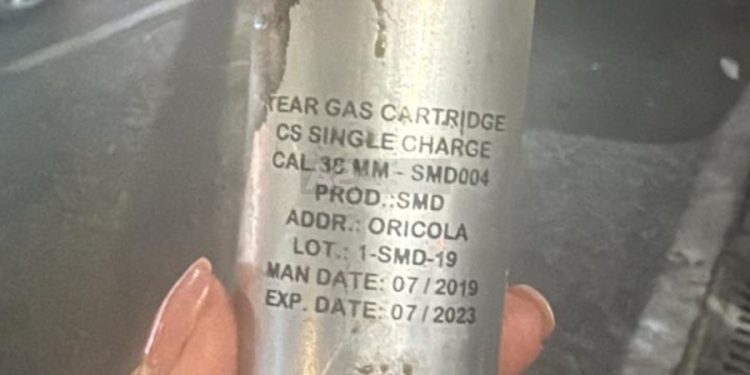 TEAR GAS CARTRIDGE
CS SINGLE CHARGE
CAL 38 MM - SMD004
PROD.:SMD
ADDR.: ORICOLA
LOT.: 1-SMD-19
MAN DATE: 07/2019
EXP. DATE: 07/2023